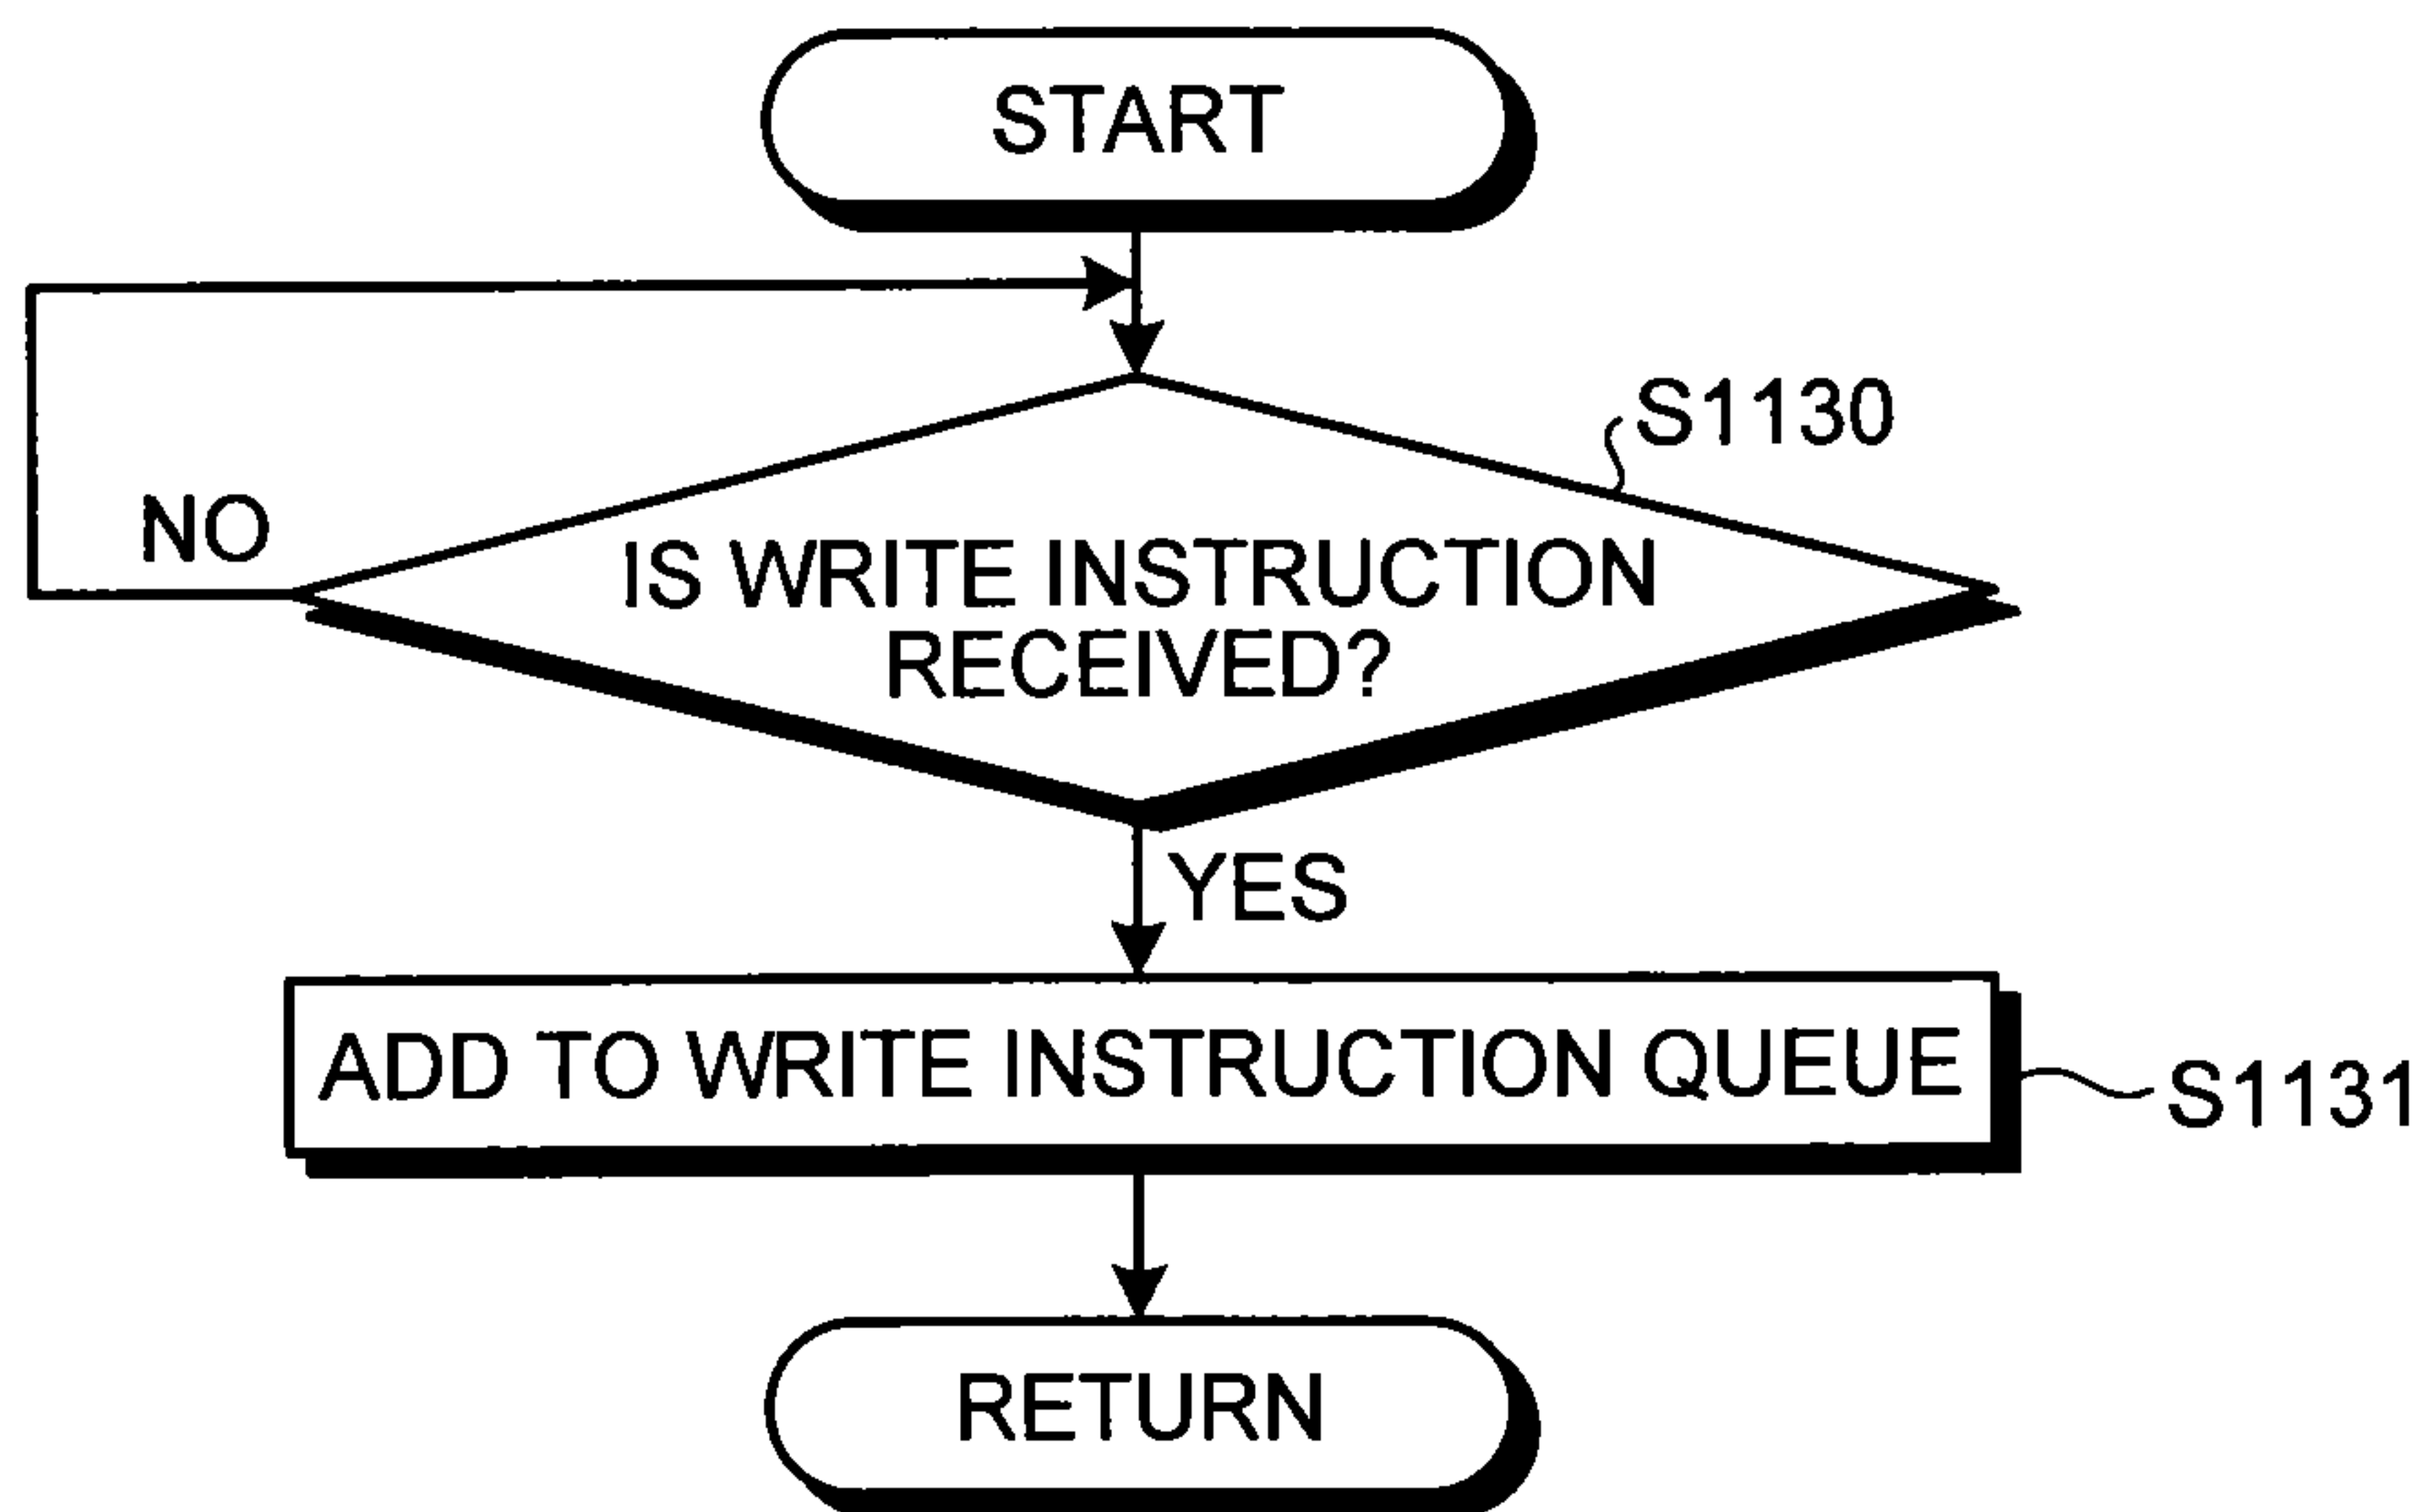 START
S1130
NO
IS WRITE INSTRUCTION
RECEIVED?
YES
ADD TO WRITE INSTRUCTION QUEUE
S1131
RETURN